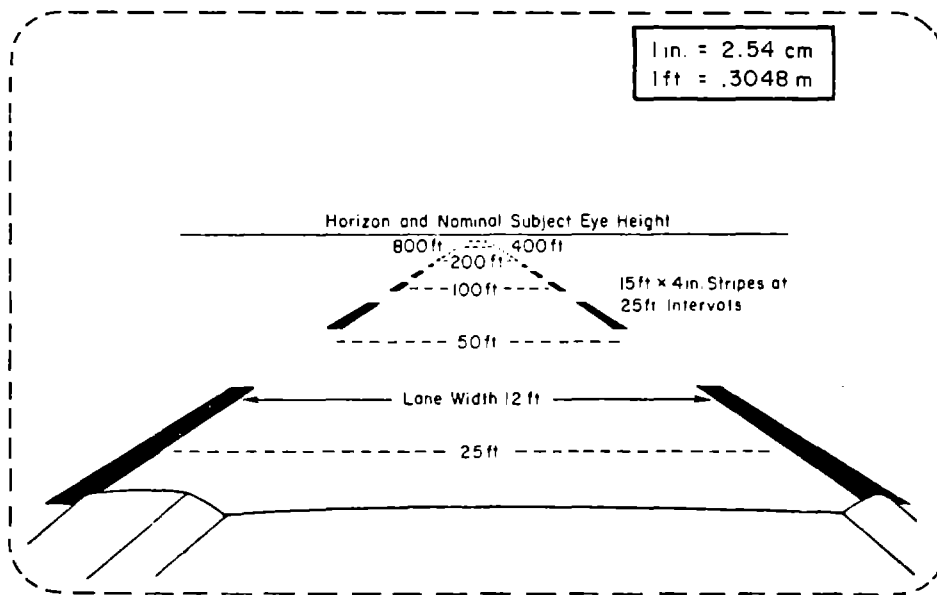 1 in. = 2.54 cm
1 ft = .3048 m
Horizon and Nominal Subject Eye Height
800 ft 400 ft
200 ft
100 ft
15 ft × 4 in. Stripes at
25 ft Intervals
50 ft
Lane Width 12 ft
25 ft